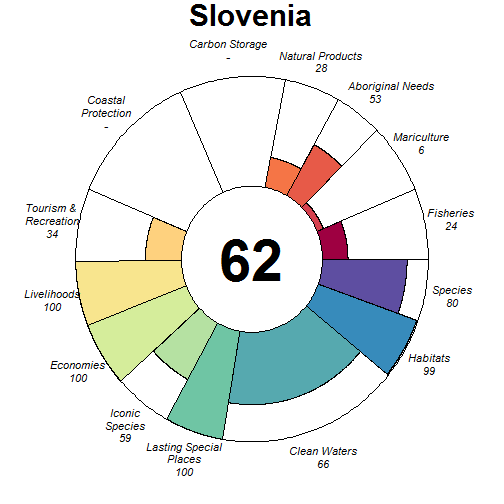 Slovenia
Carbon Storage
-
Natural Products
28
Aboriginal Needs
53
Mariculture
6
Fisheries
24
Species
80
Habitats
99
Clean Waters
66
Lasting Special
Places
100
Iconic
Species
59
Economies
100
Livelihoods
100
Tourism &
Recreation
34
Coastal
Protection
-
62